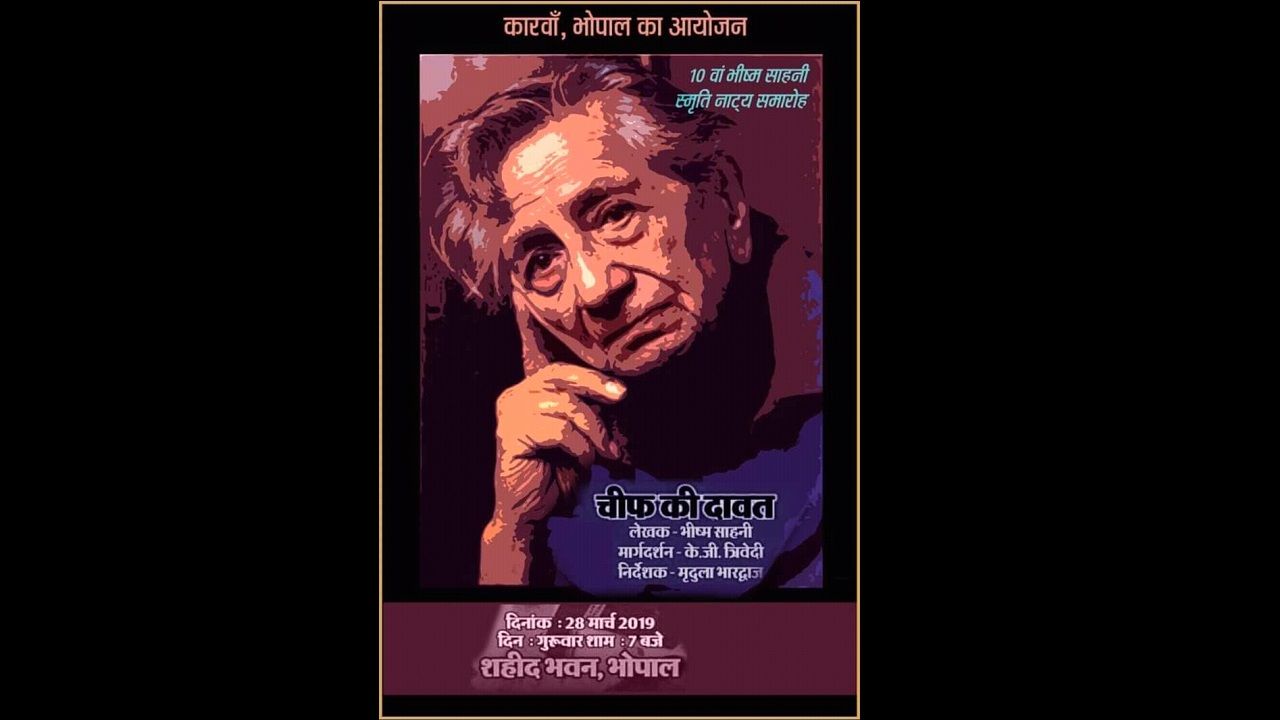 कारवाँ, भोपाल का आयोजन
10 वां भीष्म साहनी
स्मृति नाट्य समारोह
चीफ की दावत
लेखक - भीष्म साहनी
मार्गदर्शन - के.जी. त्रिवेदी
निर्देशक - मृदुला भारद्वाज
दिनांक : 28 मार्च 2019
दिन : गुरूवार शाम : 7 बजे
शहीद भवन, भोपाल